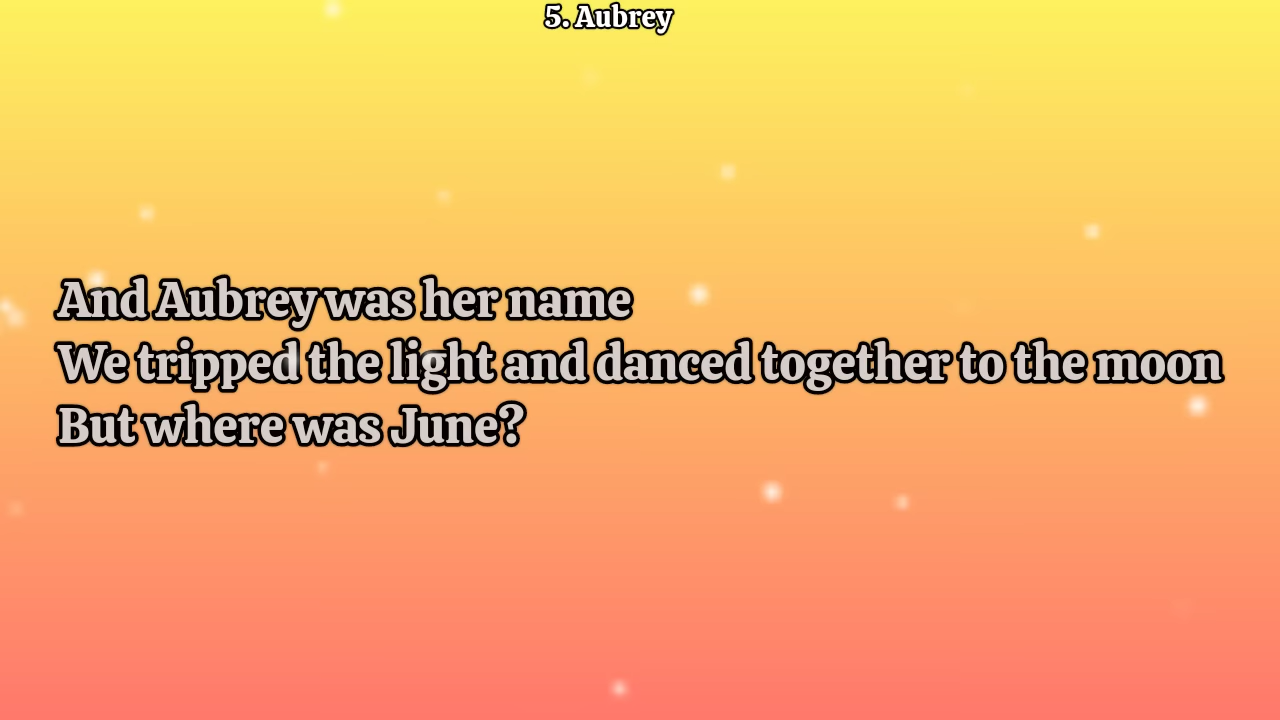 5. Aubrey
And Aubrey was her name
We tripped the light and danced together to the moon
But where was June?